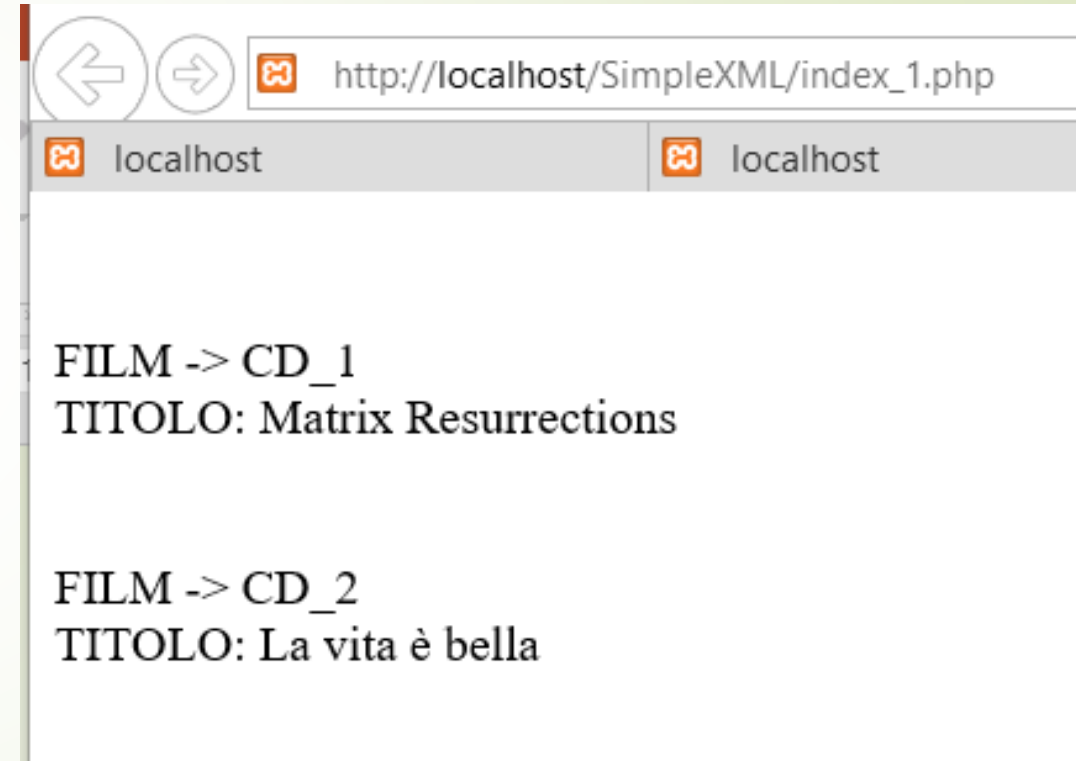 http://localhost/SimpleXML/index_1.php
localhost localhost
FILM -> CD_1
TITOLO: Matrix Resurrections
FILM -> CD_2
TITOLO: La vita è bella